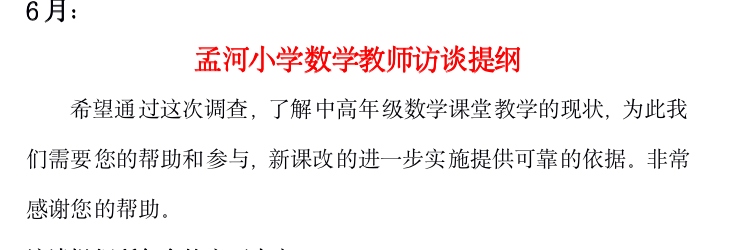 6月：
孟河小学数学教师访谈提纲
希望通过这次调查，了解中高年级数学课堂教学的现状，为此我
们需要您的帮助和参与，新课改的进一步实施提供可靠的依据。非常
感谢您的帮助。